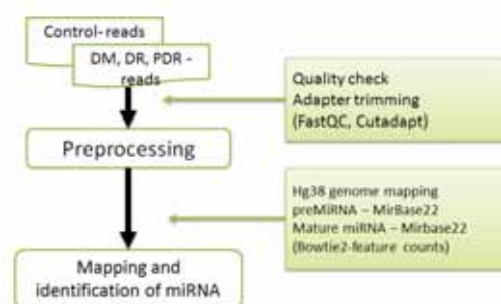 Control-reads
DM, DR, PDR -
reads
Quality check
Adapter trimming
(FastQC, Cutadapt)
Preprocessing
Hg38 genome mapping
preMiRNA – MirBase22
Mature miRNA – Mirbase22
(Bowtie2-feature counts)
Mapping and
identification of miRNA